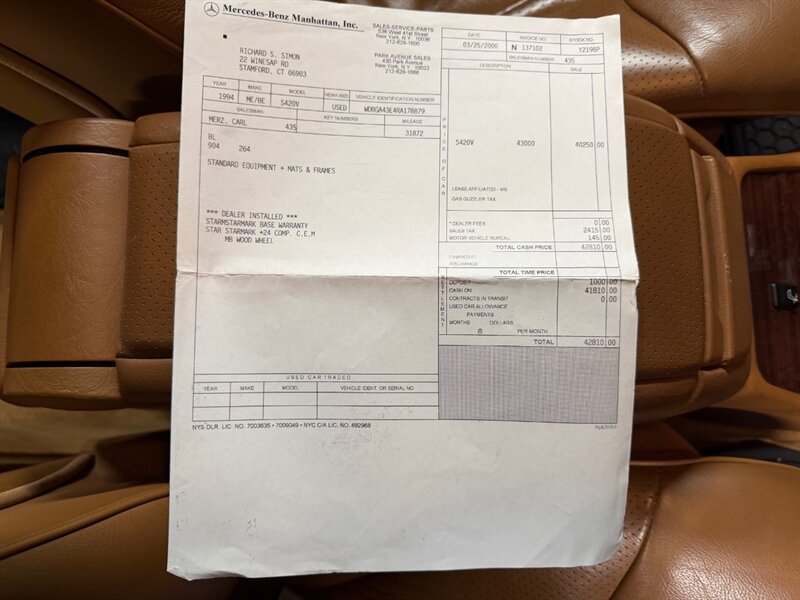 Mercedes-Benz Manhattan, Inc.
SALES-SERVICE-PARTS
536 West 41st Street
New York, N.Y. 10036
212-629-1600
PARK AVENUE SALES
430 Park Avenue
New York, N.Y. 10022
212-629-1666
RICHARD S. SIMON
22 WINESAP RD
STAMFORD, CT 06903
DATE INVOICE NO STOCK NO.
03/25/2000 N 137102 Y2198P
SALESMAN NUMBER 435
DESCRIPTION SALE
YEAR MAKE MODEL NEW/USED VEHICLE IDENTIFICATION NUMBER
1994 ME/BE S420V USED WDBGA43E4RA178879
SALESMAN KEY NUMBERS MILEAGE
MERZ, CARL 435 31872
BL
904 264
STANDARD EQUIPMENT + MATS & FRAMES
*** DEALER INSTALLED ***
STARMSTARMARK BASE WARRANTY
STAR STARMARK +24 COMP. C.E.M
MB WOOD WHEEL
PRICE OF CAR
S420V 43000 40250 00
LEASE AFFILIATED - MB
GAS GUZZLER TAX
* DEALER FEES 0 00
SALES TAX 2415 00
MOTOR VEHICLE BUREAU 145 00
TOTAL CASH PRICE 42810 00
FINANCING
INSURANCE
TOTAL TIME PRICE
SETTLEMENT
DEPOSIT 1000 00
CASH ON 41810 00
CONTRACTS IN TRANSIT 0 00
USED CAR ALLOWANCE
PAYMENTS
MONTHS DOLLARS
@ PER MONTH
TOTAL 42810 00
USED CAR TRADED
YEAR MAKE MODEL VEHICLE IDENT. OR SERIAL NO.
NYS DLR. LIC. NO. 7003635 • 7009049 • NYC C/A LIC. NO. 692968